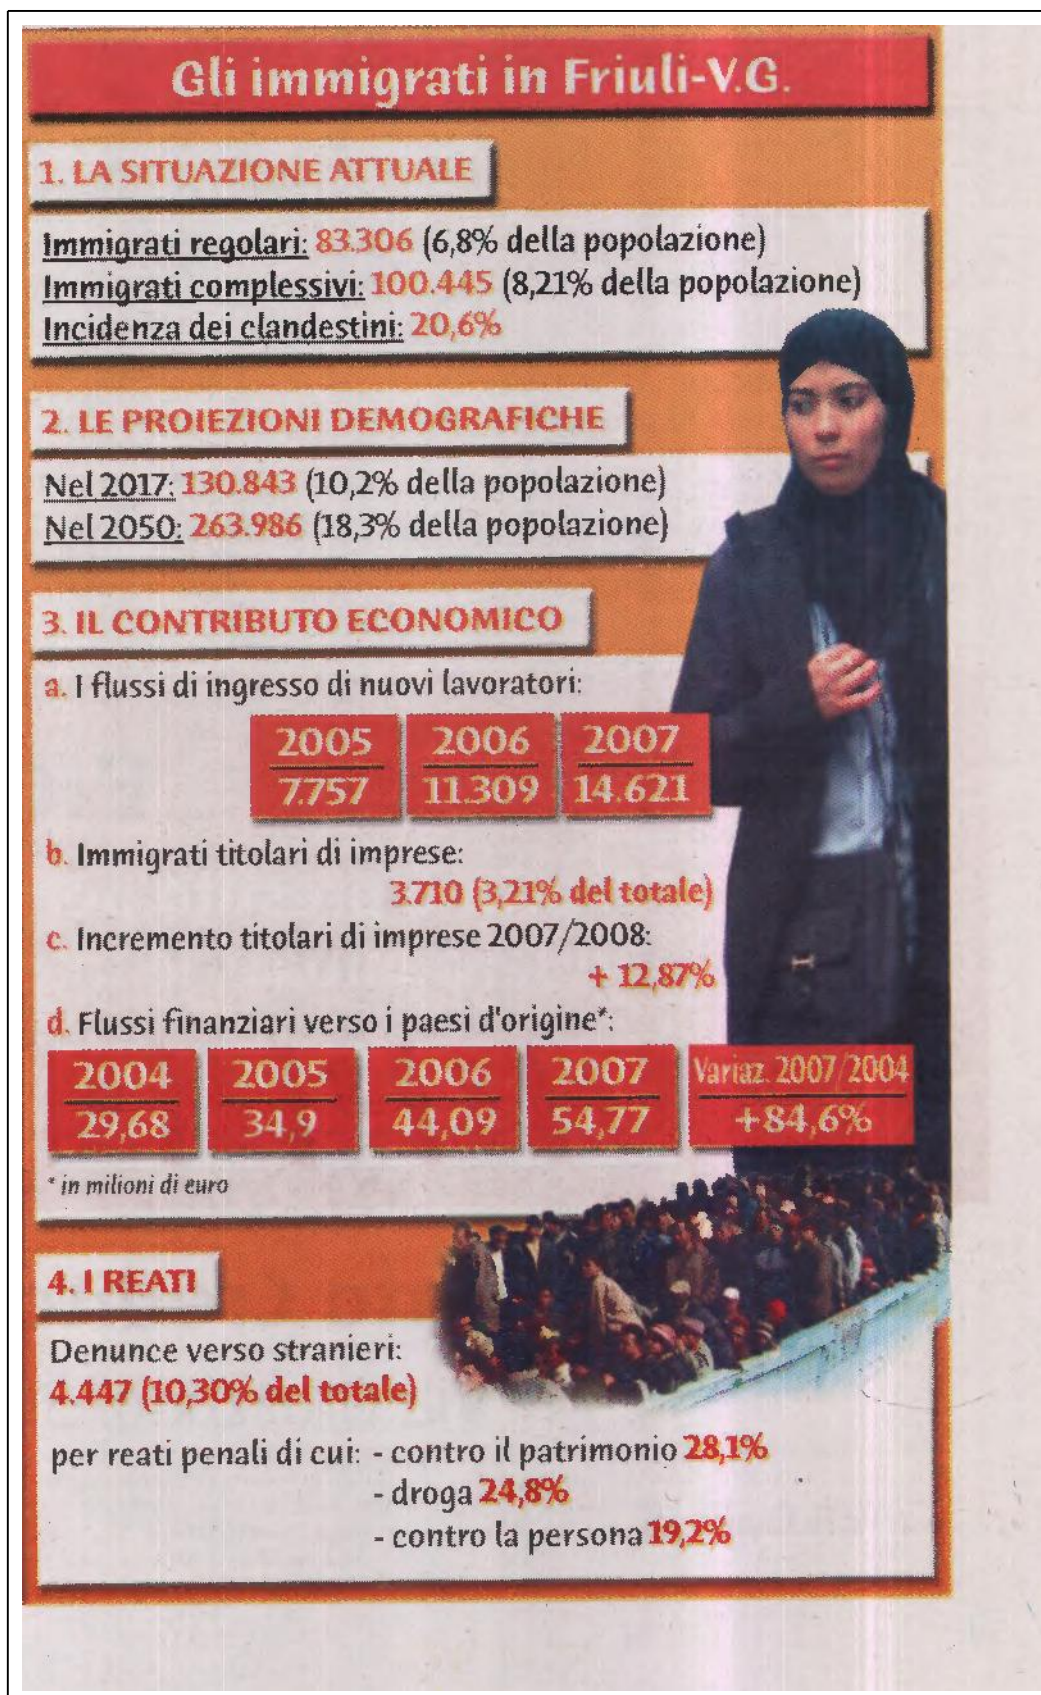 Gli immigrati in Friuli-V.G.
1. LA SITUAZIONE ATTUALE
Immigrati regolari: 83.306 (6,8% della popolazione)
Immigrati complessivi: 100.445 (8,21% della popolazione)
Incidenza dei clandestini: 20,6%
2. LE PROIEZIONI DEMOGRAFICHE
Nel 2017: 130.843 (10,2% della popolazione)
Nel 2050: 263.986 (18,3% della popolazione)
3. IL CONTRIBUTO ECONOMICO
a. I flussi di ingresso di nuovi lavoratori:
2005 2006 2007
7.757 11.309 14.621
b. Immigrati titolari di imprese:
3.710 (3,21% del totale)
c. Incremento titolari di imprese 2007/2008:
+ 12,87%
d. Flussi finanziari verso i paesi d'origine*:
2004 2005 2006 2007 Variaz. 2007/2004
29,68 34,9 44,09 54,77 +84,6%
* in milioni di euro
4. I REATI
Denunce verso stranieri:
4.447 (10,30% del totale)
per reati penali di cui: - contro il patrimonio 28,1%
- droga 24,8%
- contro la persona 19,2%